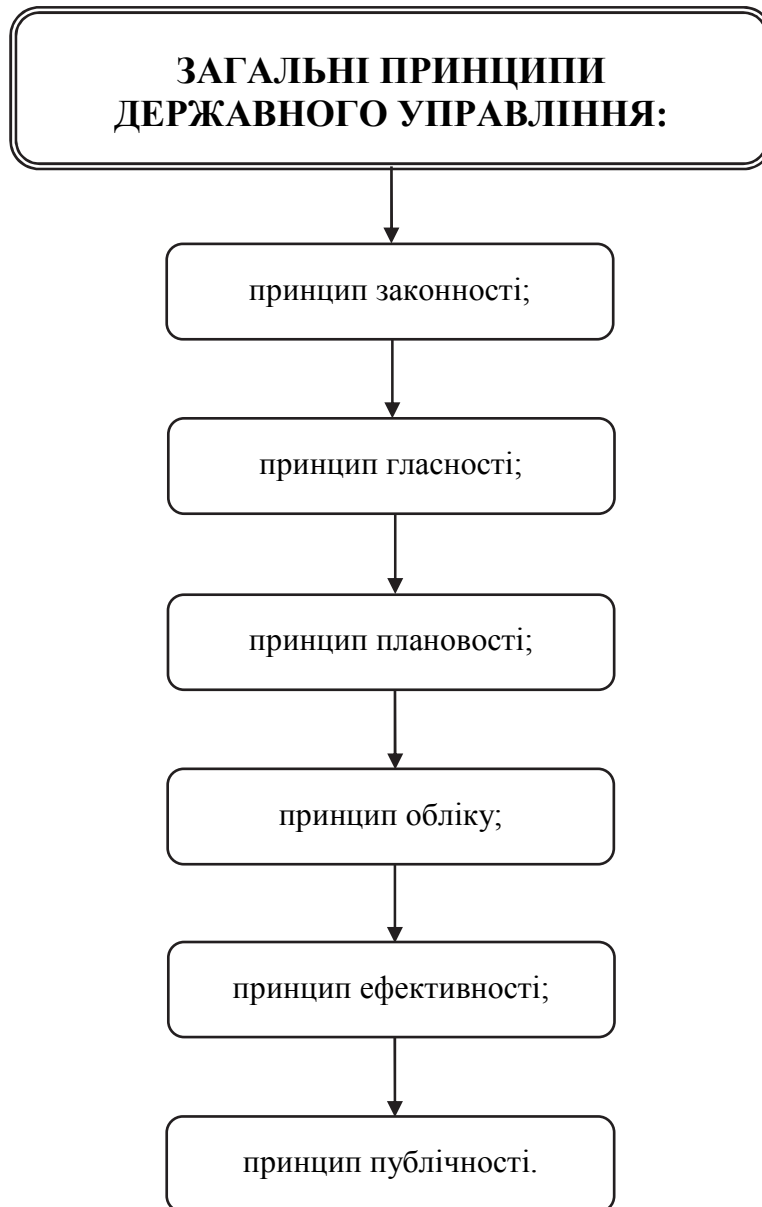 ЗАГАЛЬНІ ПРИНЦИПИ
ДЕРЖАВНОГО УПРАВЛІННЯ:
принцип законності;
принцип гласності;
принцип плановості;
принцип обліку;
принцип ефективності;
принцип публічності.